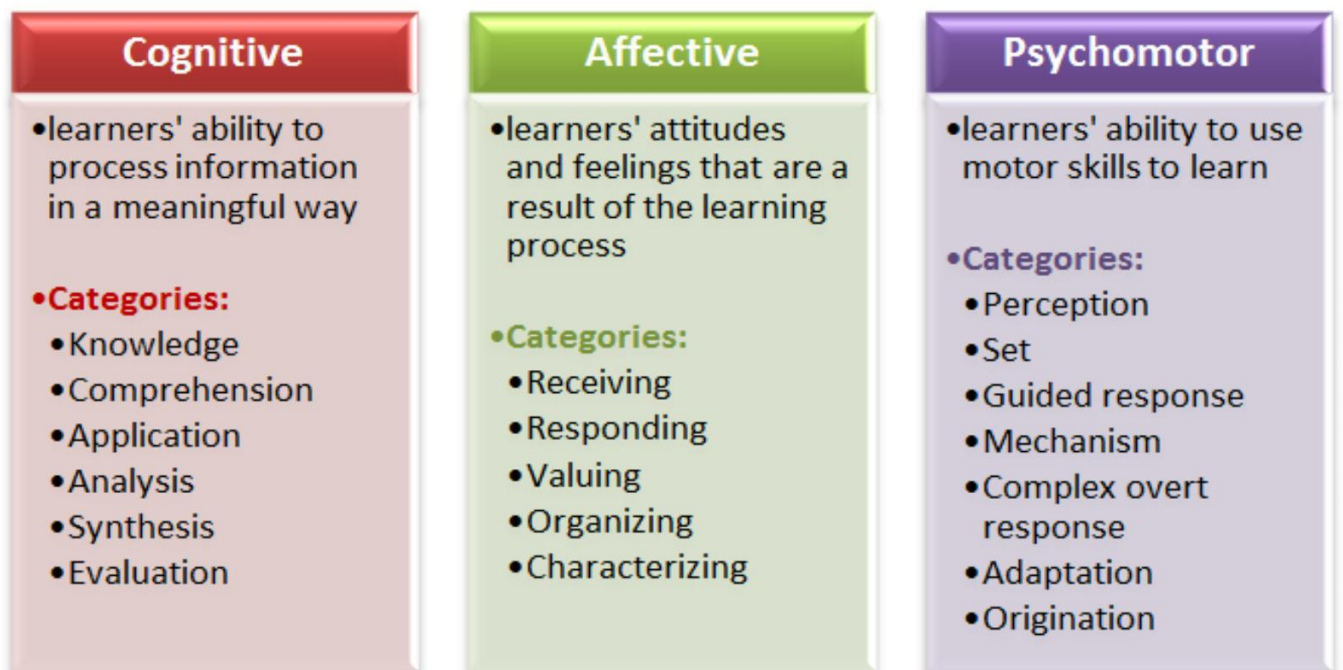 Cognitive
•learners' ability to
process information
in a meaningful way
•Categories:
•Knowledge
•Comprehension
•Application
•Analysis
•Synthesis
•Evaluation
Affective
•learners' attitudes
and feelings that are a
result of the learning
process
•Categories:
•Receiving
•Responding
•Valuing
•Organizing
•Characterizing
Psychomotor
•learners' ability to use
motor skills to learn
•Categories:
•Perception
•Set
•Guided response
•Mechanism
•Complex overt
response
•Adaptation
•Origination